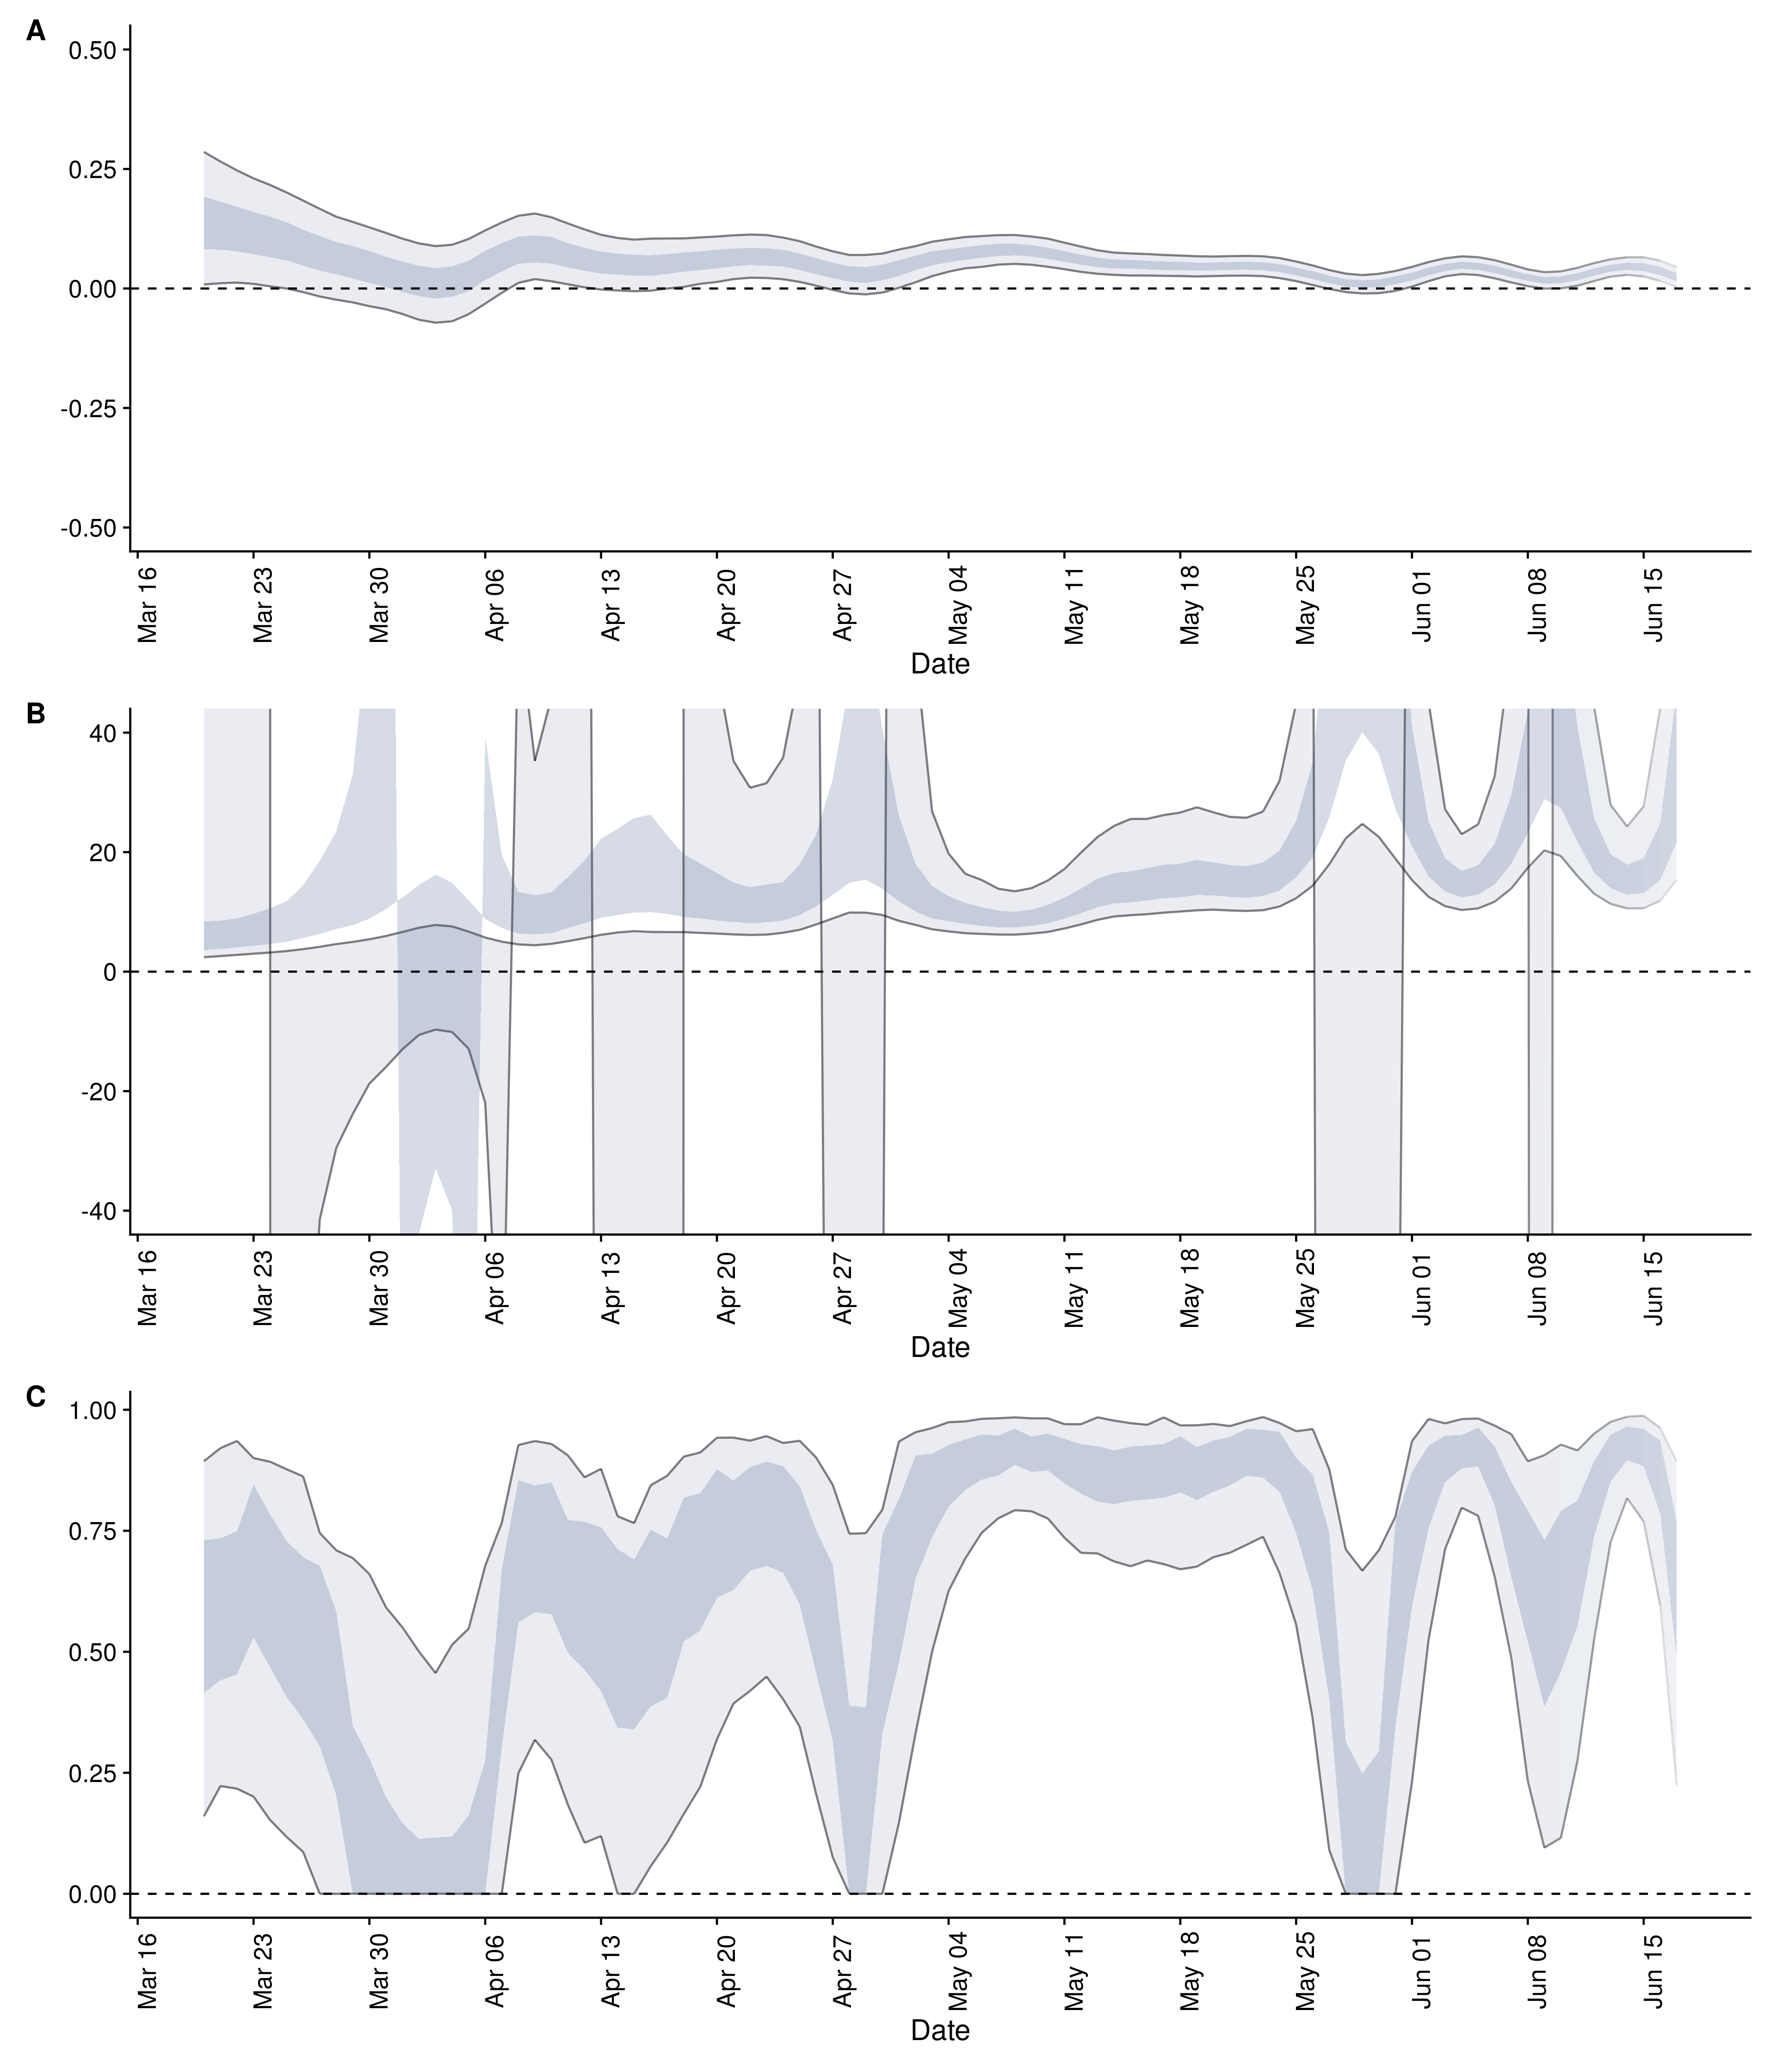 A
0.50
0.25
0.00
-0.25
-0.50
Mar 16
Mar 23
Mar 30
Apr 06
Apr 13
Apr 20
Apr 27
May 04
May 11
May 18
May 25
Jun 01
Jun 08
Jun 15
Date
B
40
20
0
-20
-40
Mar 16
Mar 23
Mar 30
Apr 06
Apr 13
Apr 20
Apr 27
May 04
May 11
May 18
May 25
Jun 01
Jun 08
Jun 15
Date
C
1.00
0.75
0.50
0.25
0.00
Mar 16
Mar 23
Mar 30
Apr 06
Apr 13
Apr 20
Apr 27
May 04
May 11
May 18
May 25
Jun 01
Jun 08
Jun 15
Date